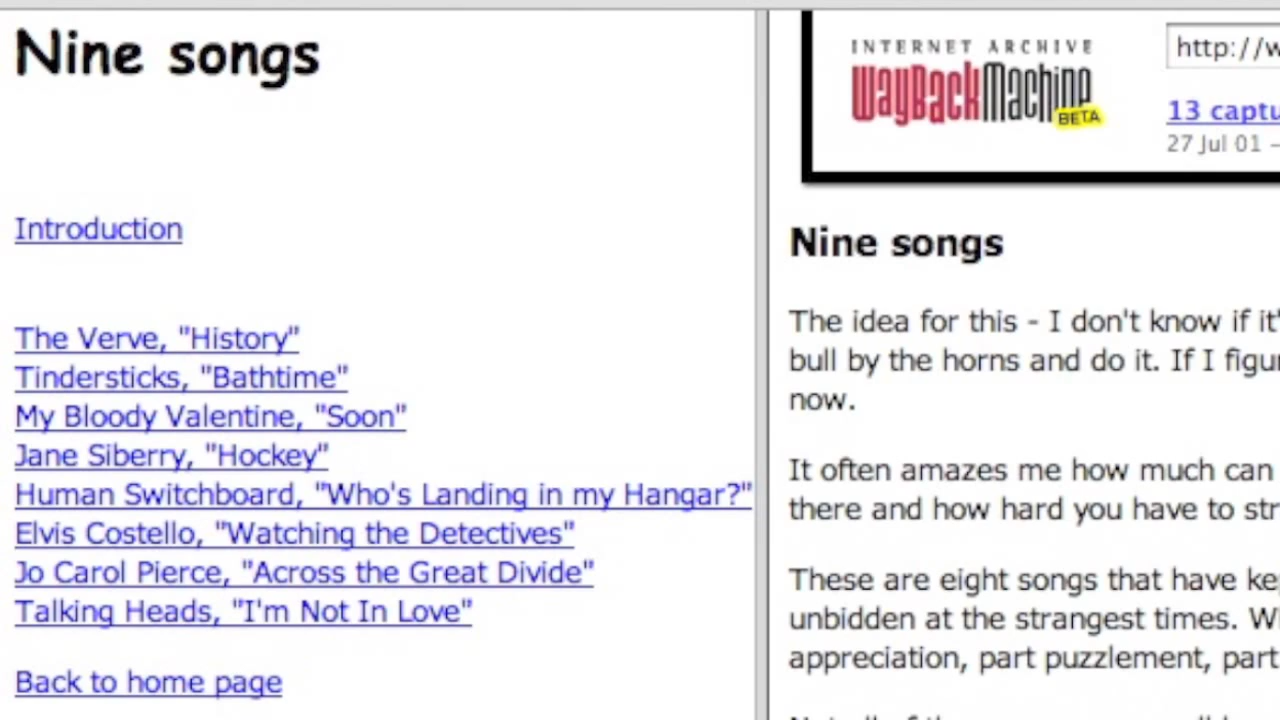 Nine songs
Introduction
The Verve, "History"
Tindersticks, "Bathtime"
My Bloody Valentine, "Soon"
Jane Siberry, "Hockey"
Human Switchboard, "Who's Landing in my Hangar?"
Elvis Costello, "Watching the Detectives"
Jo Carol Pierce, "Across the Great Divide"
Talking Heads, "I'm Not In Love"
Back to home page
INTERNET ARCHIVE
WayBackMachine
BETA
http://w
13 captu
27 Jul 01 –
Nine songs
The idea for this - I don't know if it'
bull by the horns and do it. If I figu
now.
It often amazes me how much can
there and how hard you have to str
These are eight songs that have ke
unbidden at the strangest times. Wi
appreciation, part puzzlement, part